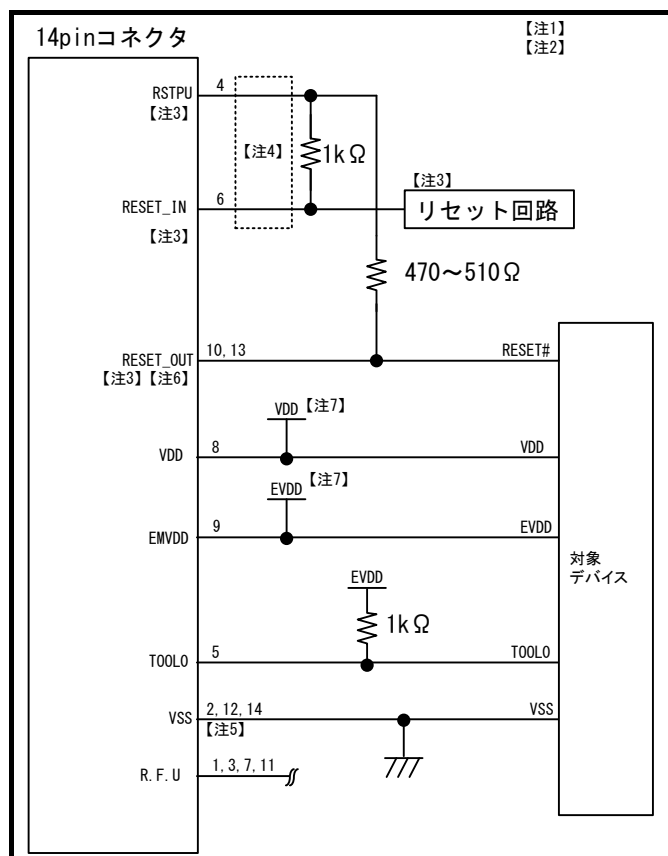 14pinコネクタ
【注1】
【注2】
RSTPU
4
【注3】
【注4】
1kΩ
RESET_IN
6
【注3】
【注3】
リセット回路
470～510Ω
RESET_OUT
10, 13
【注3】【注6】
RESET#
VDD 【注7】
VDD
8
VDD
EVDD 【注7】
EMVDD
9
EVDD
対象
デバイス
EVDD
1kΩ
TOOL0
5
TOOL0
VSS
2, 12, 14
【注5】
VSS
R.F.U
1, 3, 7, 11